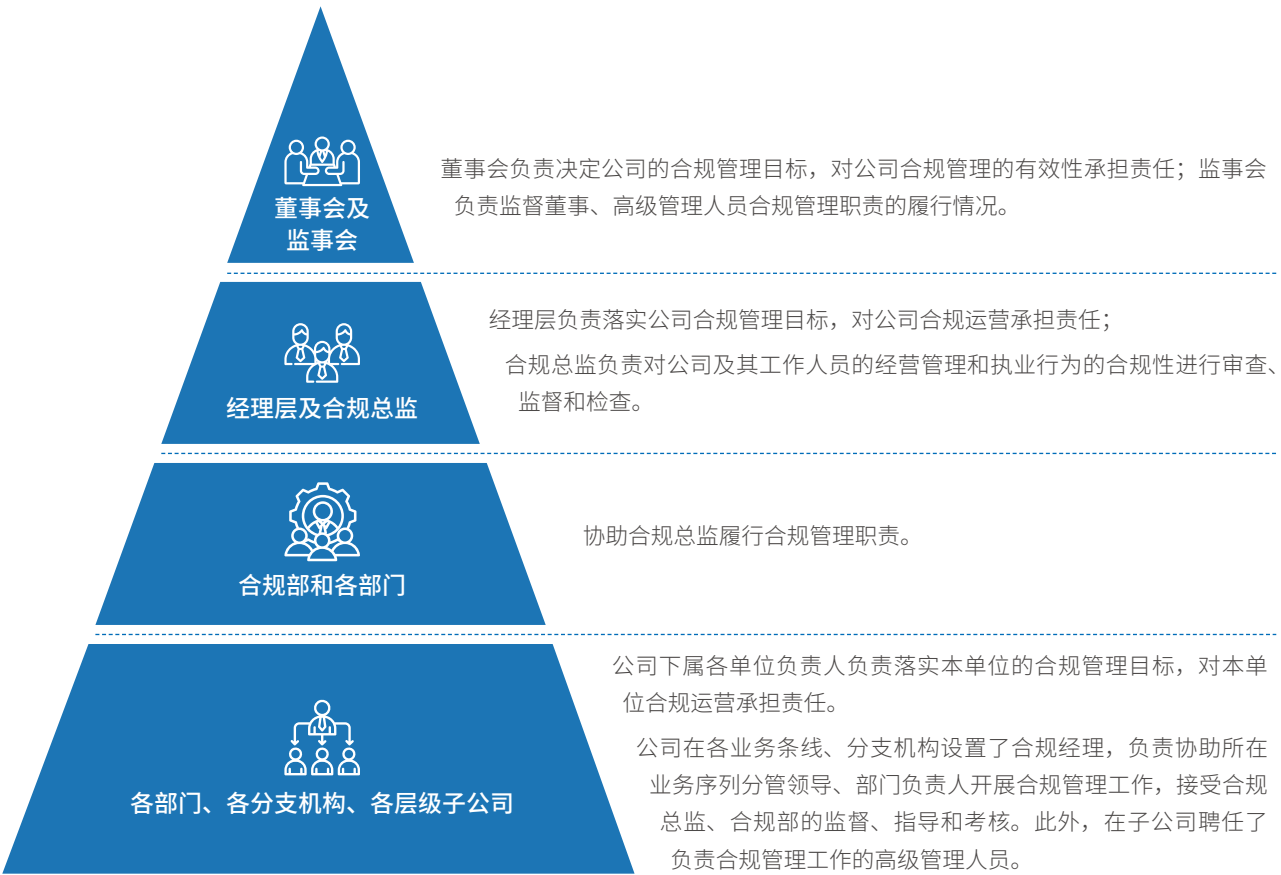 董事会及
监事会
董事会负责决定公司的合规管理目标，对公司合规管理的有效性承担责任；监事会
负责监督董事、高级管理人员合规管理职责的履行情况。
经理层及合规总监
经理层负责落实公司合规管理目标，对公司合规运营承担责任；
合规总监负责对公司及其工作人员的经营管理和执业行为的合规性进行审查、
监督和检查。
合规部和各部门
协助合规总监履行合规管理职责。
各部门、各分支机构、各层级子公司
公司下属各单位负责人负责落实本单位的合规管理目标，对本单
位合规运营承担责任。
公司在各业务条线、分支机构设置了合规经理，负责协助所在
业务序列分管领导、部门负责人开展合规管理工作，接受合规
总监、合规部的监督、指导和考核。此外，在子公司聘任了
负责合规管理工作的高级管理人员。